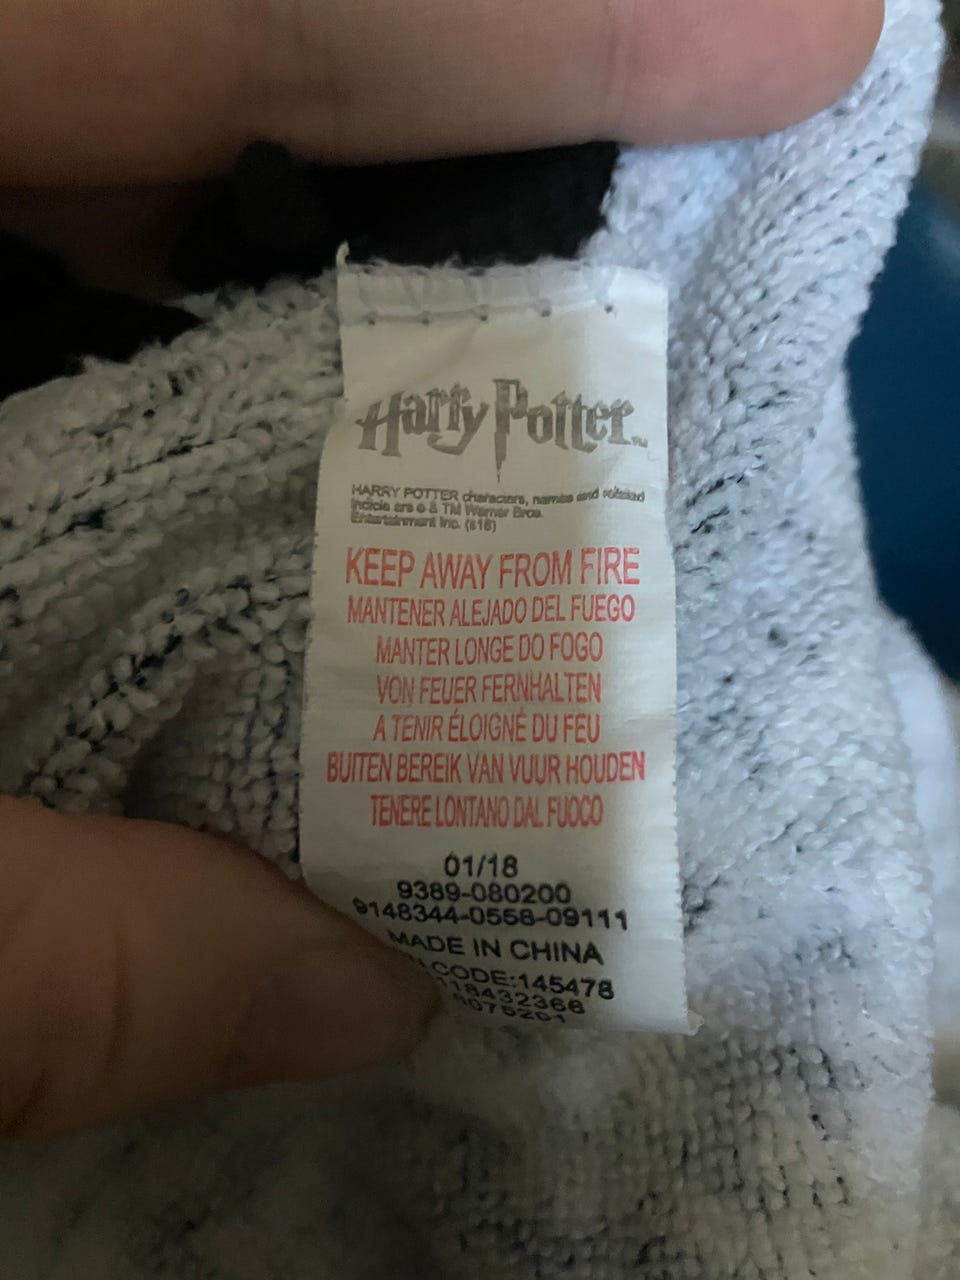 Harry Potter™
HARRY POTTER characters, names and related
indicia are © & TM Warner Bros.
Entertainment Inc. (s18)
KEEP AWAY FROM FIRE
MANTENER ALEJADO DEL FUEGO
MANTER LONGE DO FOGO
VON FEUER FERNHALTEN
A TENIR ÉLOIGNÉ DU FEU
BUITEN BEREIK VAN VUUR HOUDEN
TENERE LONTANO DAL FUOCO
01/18
9389-080200
9148344-0558-09111
MADE IN CHINA
CODE:145478